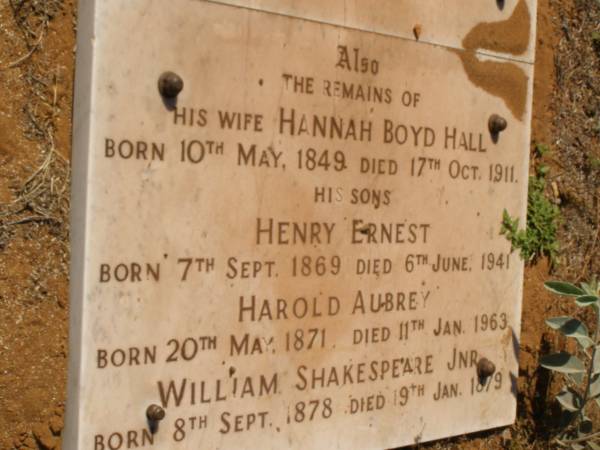 Also
THE REMAINS OF
HIS WIFE HANNAH BOYD HALL
BORN 10TH MAY, 1849 DIED 17TH OCT. 1911.
HIS SONS
HENRY ERNEST
BORN 7TH SEPT. 1869 DIED 6TH JUNE, 1941
HAROLD AUBREY
BORN 20TH MAY, 1871. DIED 11TH JAN. 1963
WILLIAM SHAKESPEARE JNR
BORN 8TH SEPT. 1878 DIED 19TH JAN. 1879